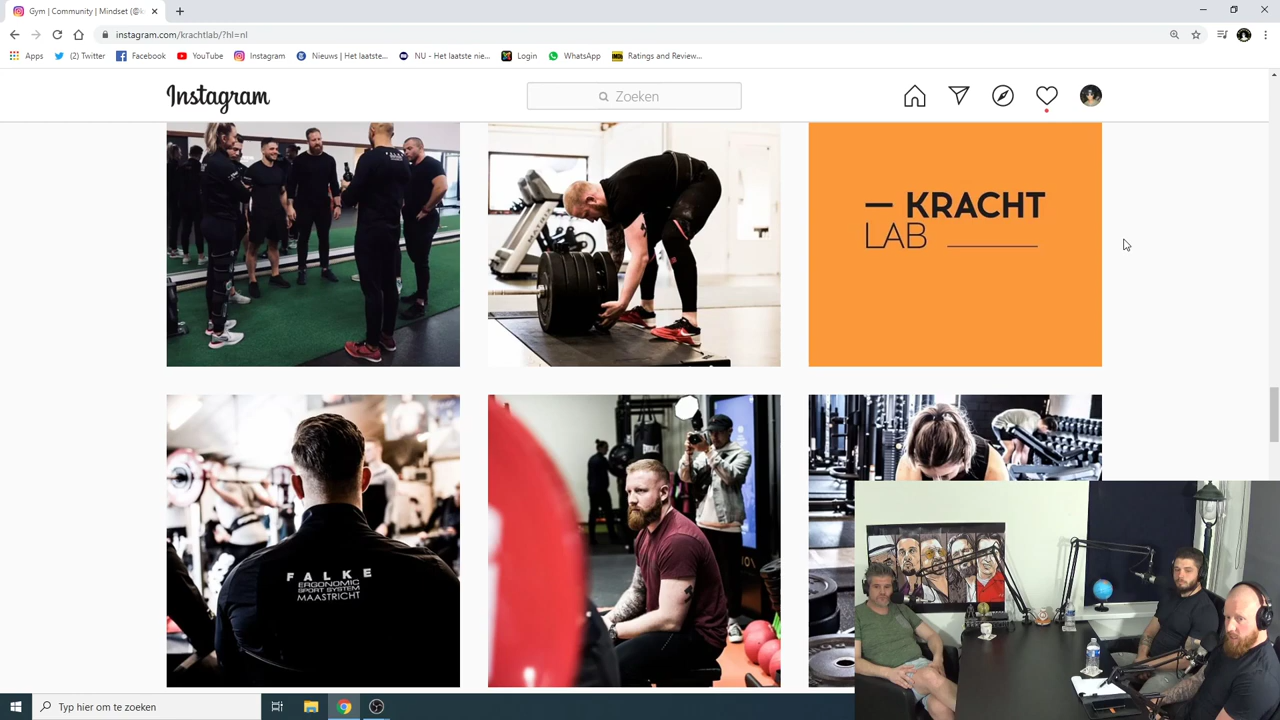 Gym | Community | Mindset (@k
instagram.com/krachtlab/?hl=nl
Apps
(2) Twitter
Facebook
YouTube
Instagram
Nieuws | Het laatste...
NU - Het laatste nie...
Login
WhatsApp
Ratings and Review...
Instagram
Zoeken
KRACHT
LAB
FALKE
ERGONOMIC
SPORT SYSTEM
MAASTRICHT
Typ hier om te zoeken